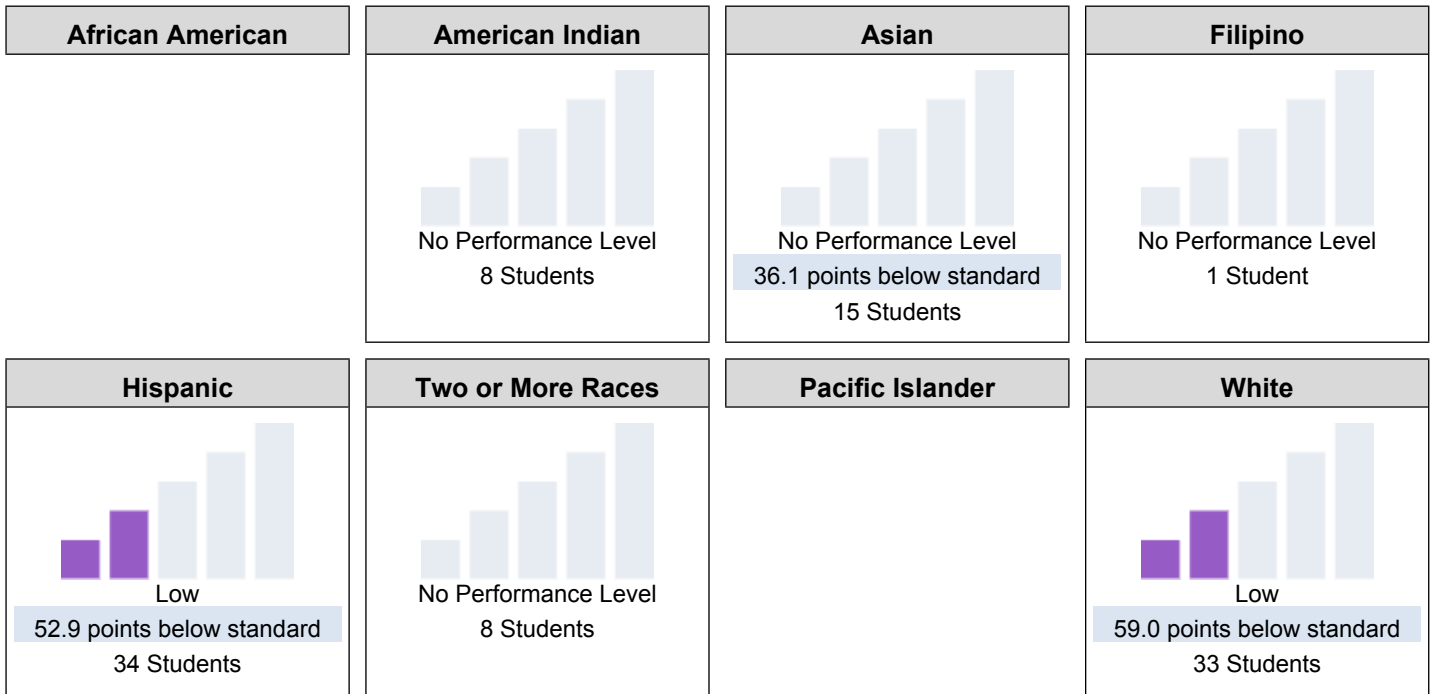 African American
American Indian
No Performance Level
8 Students
Asian
No Performance Level
36.1 points below standard
15 Students
Filipino
No Performance Level
1 Student
Hispanic
Low
52.9 points below standard
34 Students
Two or More Races
No Performance Level
8 Students
Pacific Islander
White
Low
59.0 points below standard
33 Students